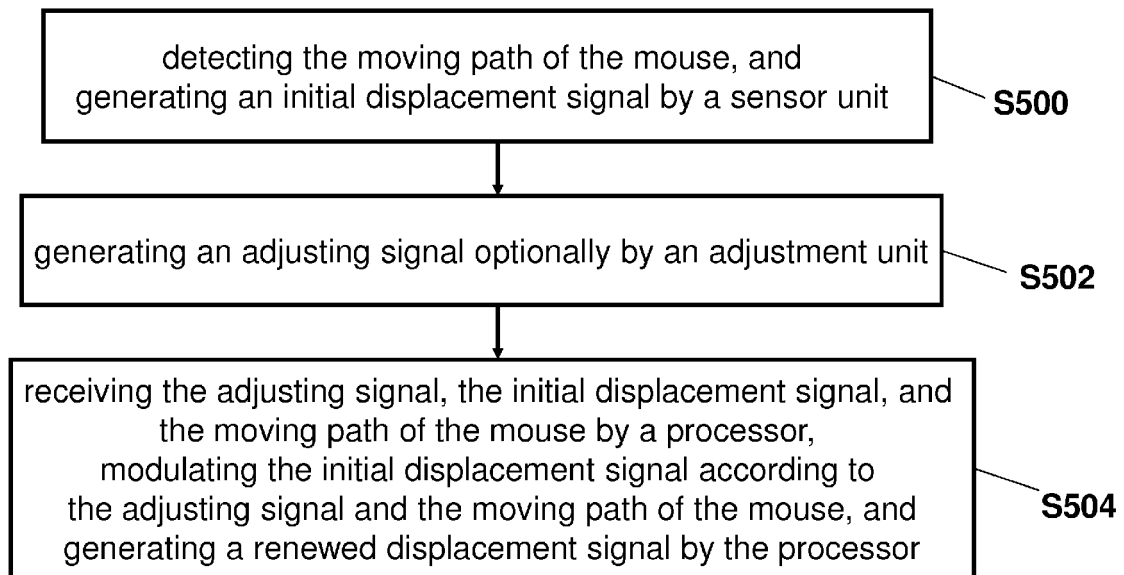 detecting the moving path of the mouse, and
generating an initial displacement signal by a sensor unit
S500
generating an adjusting signal optionally by an adjustment unit
S502
receiving the adjusting signal, the initial displacement signal, and
the moving path of the mouse by a processor,
modulating the initial displacement signal according to
the adjusting signal and the moving path of the mouse, and
generating a renewed displacement signal by the processor
S504